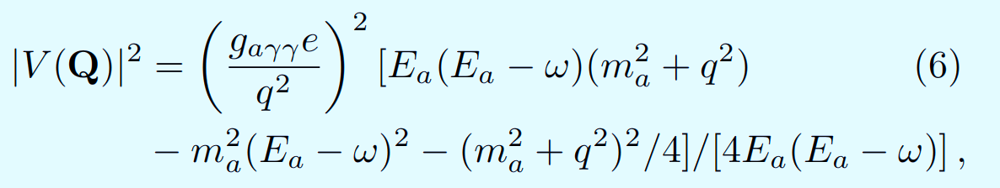 |V(𝐐)|² = (g_{aγγ}e / q²)² [E_a(E_a − ω)(m_a² + q²) (6)
− m_a²(E_a − ω)² − (m_a² + q²)²/4]/[4E_a(E_a − ω)] ,